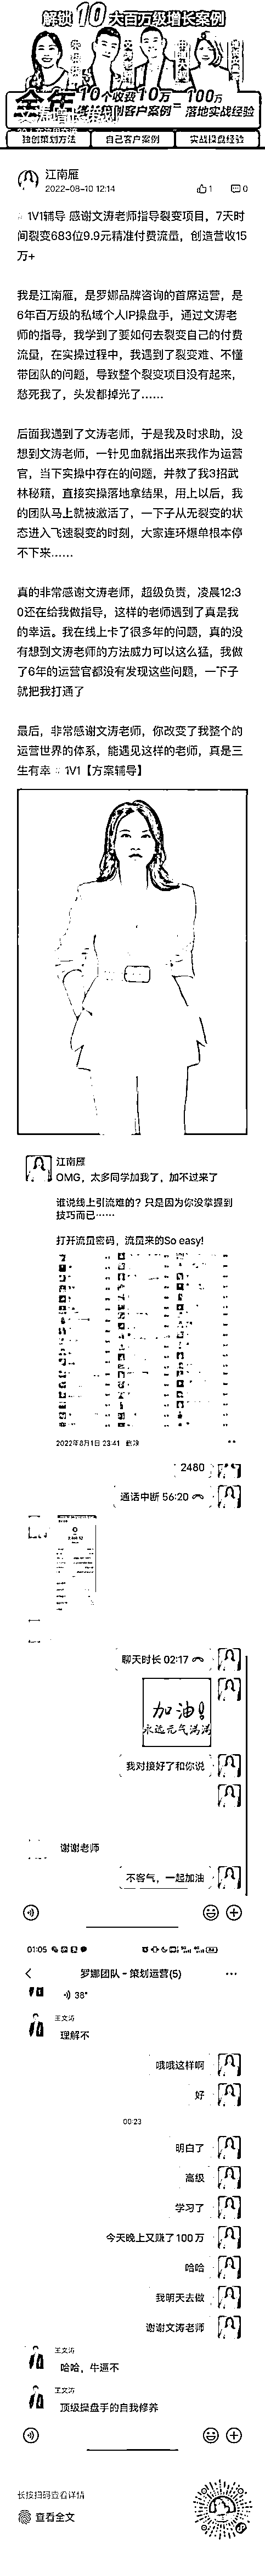 解锁10大百万级增长案例
10个收费10万 = 100万
落地实战经验
独创策划方法
自己客户案例
实战操盘经验
江南雁
2022-08-10 12:14
1
0
1V1辅导 感谢文涛老师指导裂变项目，7天时
间裂变683位9.9元精准付费流量，创造营收15
万+
我是江南雁，是罗娜品牌咨询的首席运营，是
6年百万级的私域个人IP操盘手，通过文涛老
师的指导，我学到了要如何去裂变自己的付费
流量，在实操过程中，我遇到了裂变难、不懂
带团队的问题，导致整个裂变项目没有起来，
愁死我了，头发都掉光了……
后面我遇到了文涛老师，于是我及时求助，没
想到文涛老师，一针见血就指出来我作为运营
官，当下实操中存在的问题，并教了我3招武
林秘籍，直接实操落地拿结果，用上以后，我
的团队马上就被激活了，一下子从无裂变的状
态进入飞速裂变的时刻，大家连环爆单根本停
不下来……
真的非常感谢文涛老师，超级负责，凌晨12:3
0还在给我做指导，这样的老师遇到了真是我
的幸运。我在线上卡了很多年的问题，真的没
有想到文涛老师的方法威力可以这么猛，我做
了6年的运营官都没有发现这些问题，一下子
就把我打通了
最后，非常感谢文涛老师，你改变了我整个的
运营世界的体系，能遇见这样的老师，真是三
生有幸 1V1【方案辅导】
江南雁
OMG，太多同学加我了，加不过来了
谁说线上引流难的？只是因为你没掌握到
技巧而已……
打开流量密码，流量来的So easy!
2022年8月1日 23:41
2480
通话中断 56:20
聊天时长 02:17
加油！
永远元气满满
我对接好了和你说
谢谢老师
不客气，一起加油
01:05
罗娜团队 - 策划运营(5)
38"
王文涛
理解不
哦哦这样啊
好
00:23
明白了
高级
学习了
今天晚上又赚了100万
哈哈
我明天去做
谢谢文涛老师
王文涛
哈哈，牛逼不
王文涛
顶级操盘手的自我修养
长按扫码查看详情
查看全文